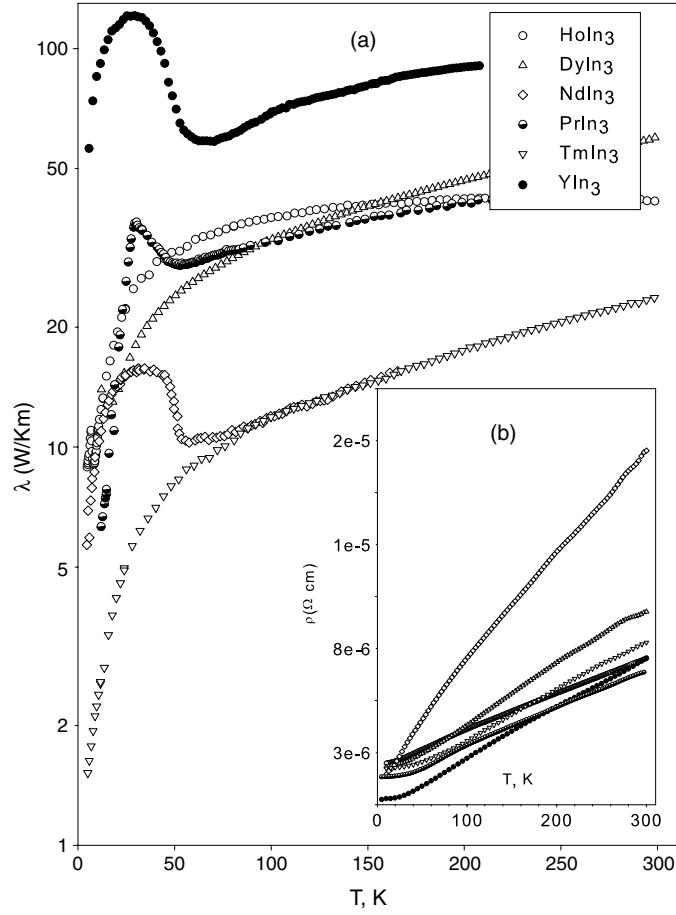 (a)
HoIn3
DyIn3
NdIn3
PrIn3
TmIn3
YIn3
100
50
20
10
5
2
1
λ (W/Km)
0 50 100 150 200 250 300
T, K
(b)
2e-5
1e-5
8e-6
3e-6
ρ(Ω cm)
T, K
0 100 200 300